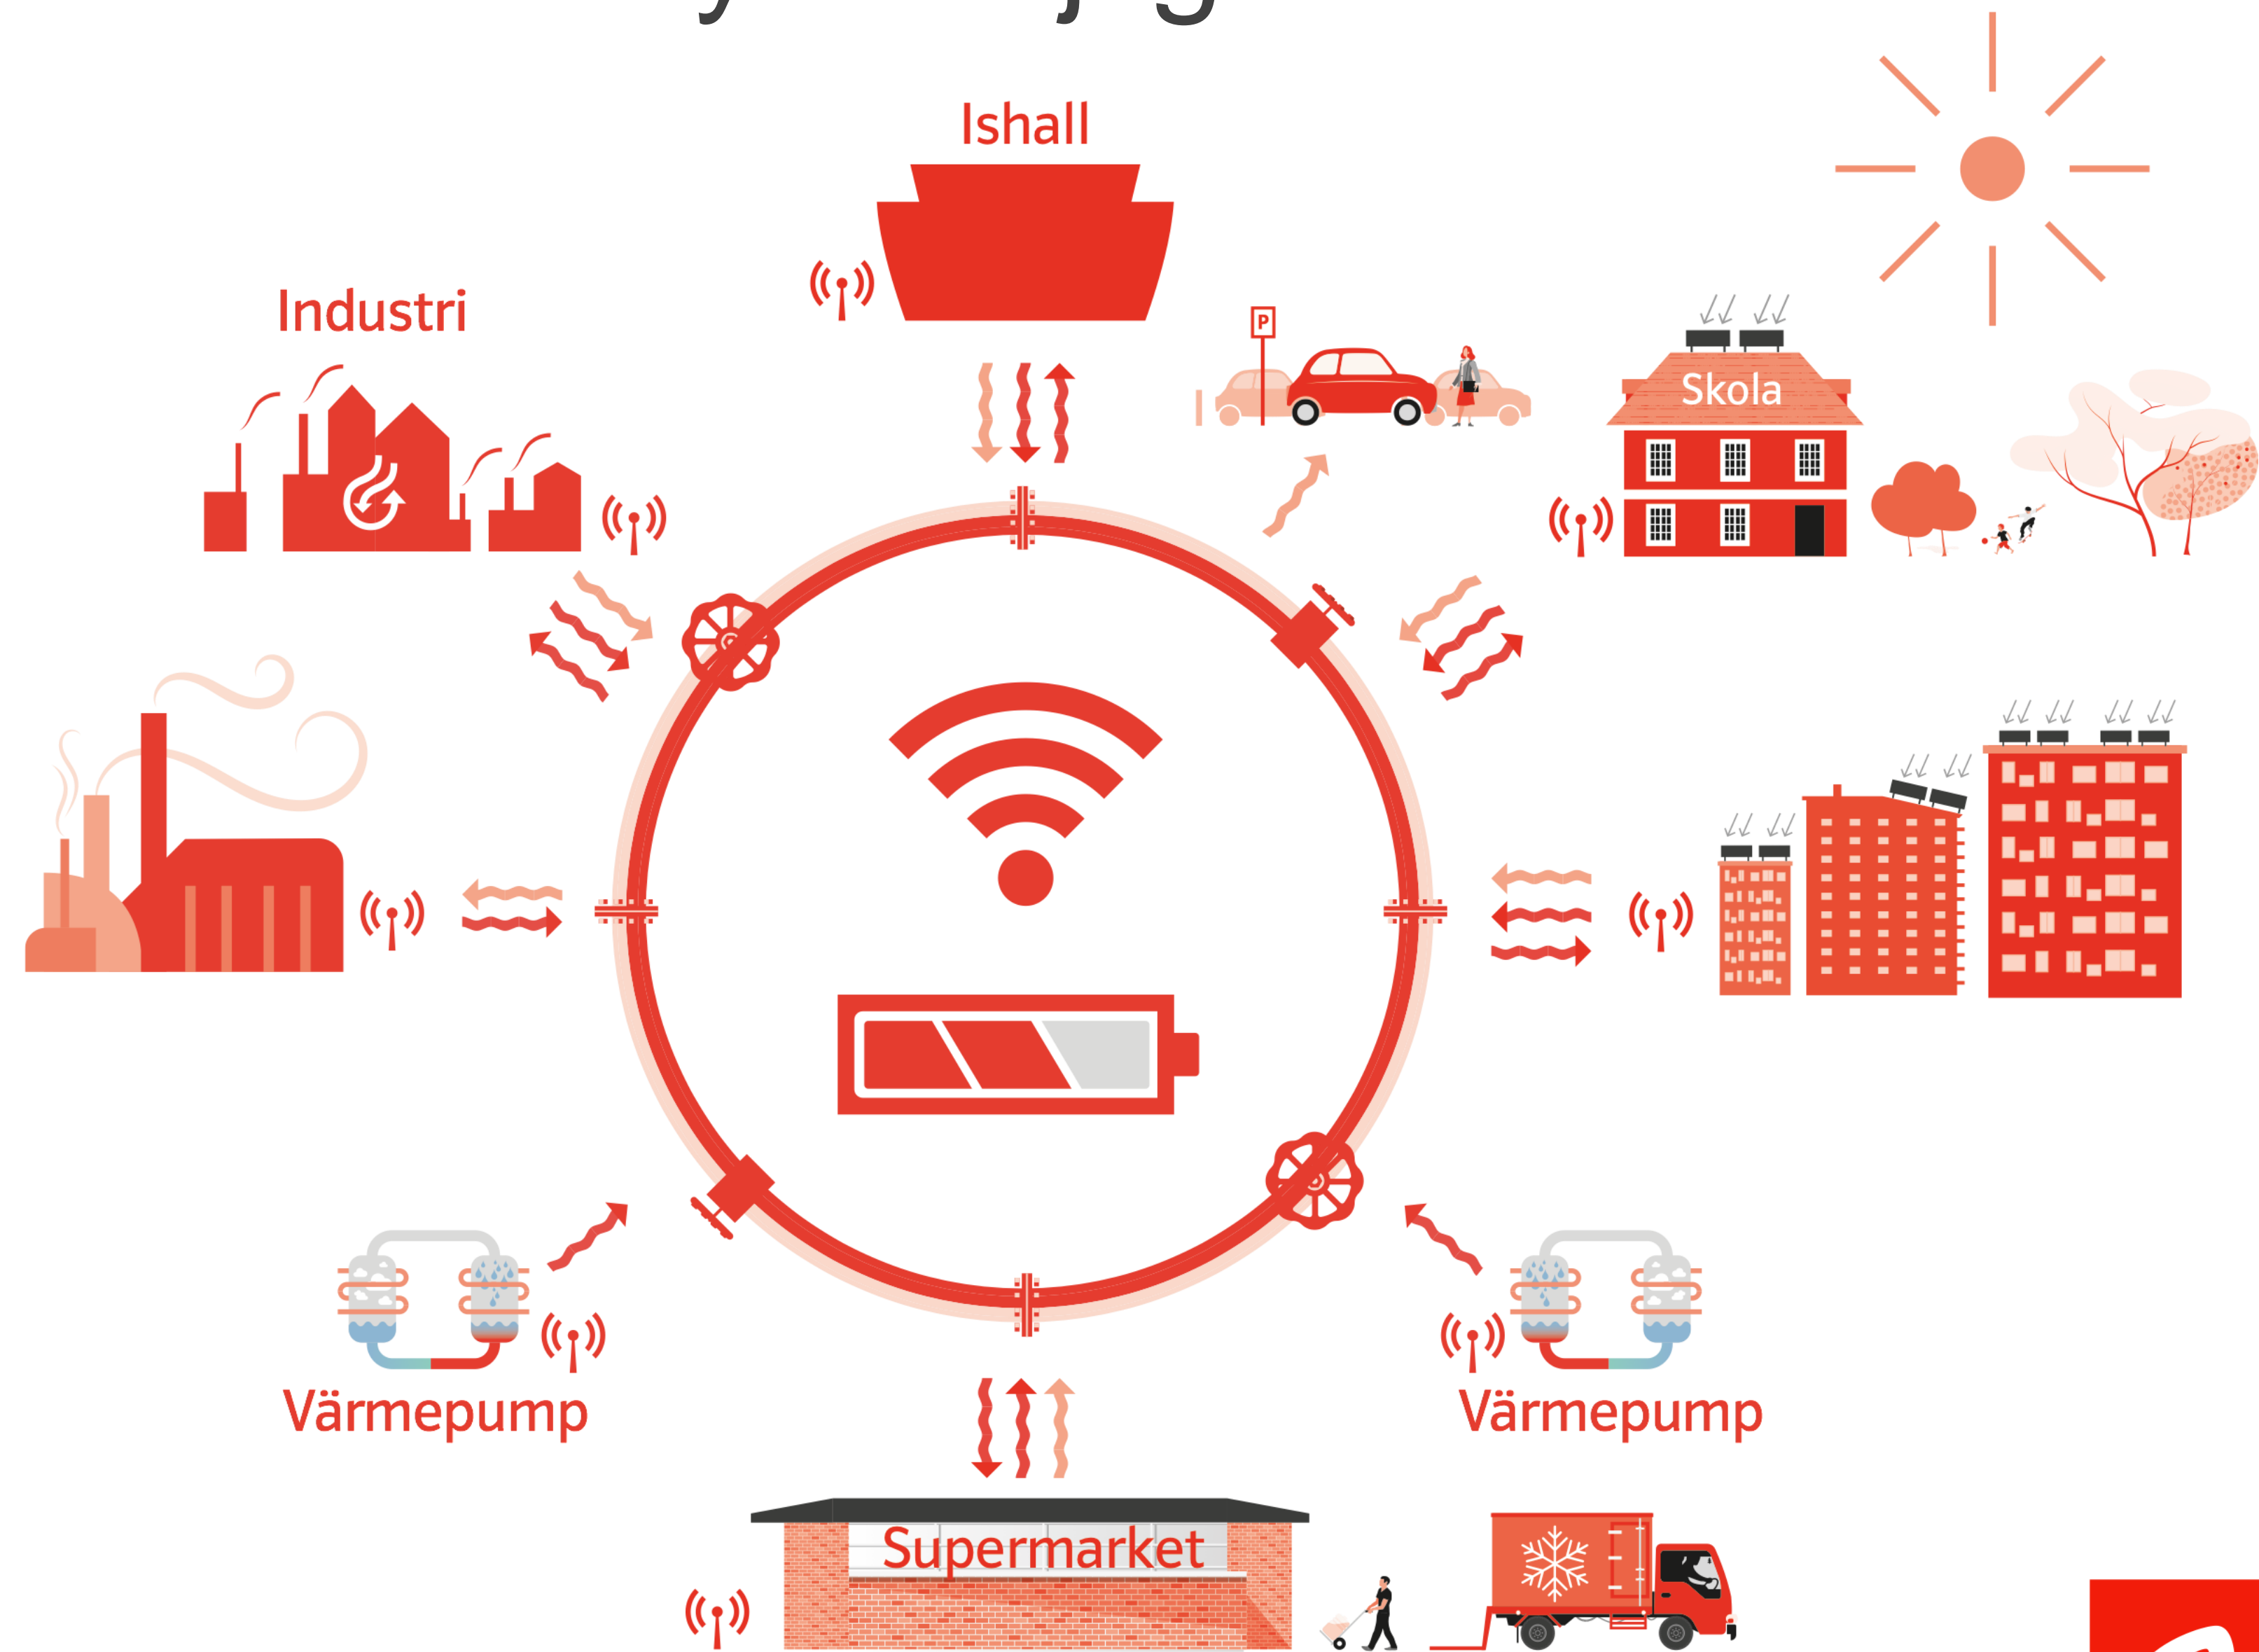 Ishall
Industri
P
Skola
Värmepump
Värmepump
Supermarket